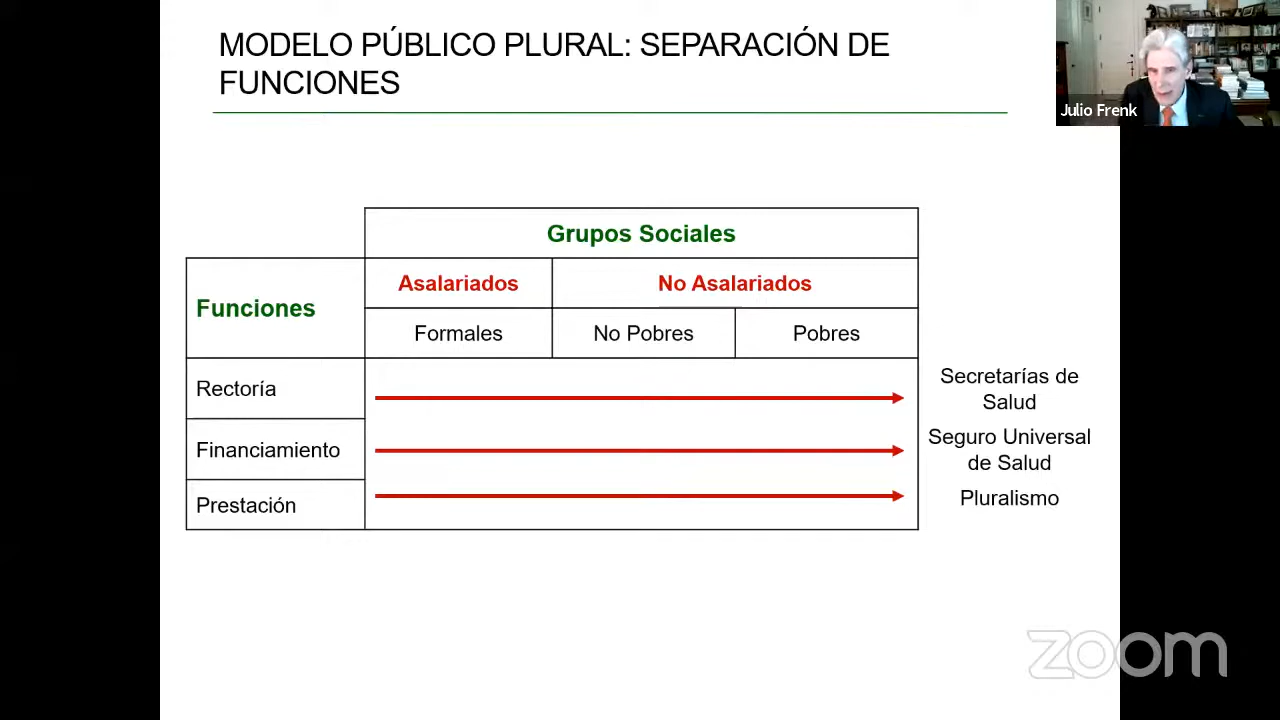 MODELO PÚBLICO PLURAL: SEPARACIÓN DE
FUNCIONES
Julio Frenk
Grupos Sociales
Funciones
Asalariados
No Asalariados
Formales
No Pobres
Pobres
Rectoría
Secretarías de
Salud
Financiamiento
Seguro Universal
de Salud
Prestación
Pluralismo
zoom